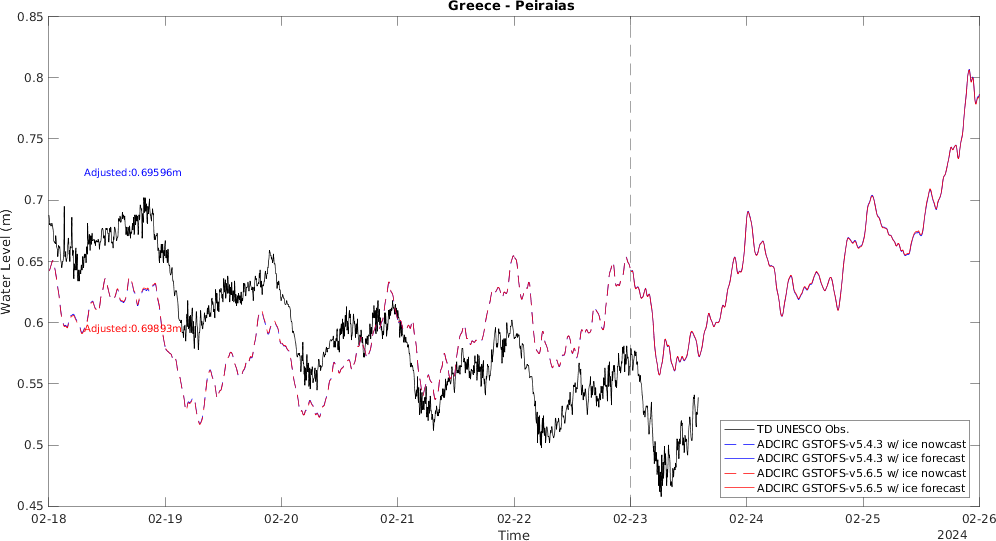 Greece - Peiraias
0.85
0.8
0.75
0.7
0.65
0.6
0.55
0.5
0.45
Water Level (m)
Adjusted:0.69596m
Adjusted:0.69893m
TD UNESCO Obs.
ADCIRC GSTOFS-v5.4.3 w/ ice nowcast
ADCIRC GSTOFS-v5.4.3 w/ ice forecast
ADCIRC GSTOFS-v5.6.5 w/ ice nowcast
ADCIRC GSTOFS-v5.6.5 w/ ice forecast
02-18 02-19 02-20 02-21 02-22 02-23 02-24 02-25 02-26
Time
2024